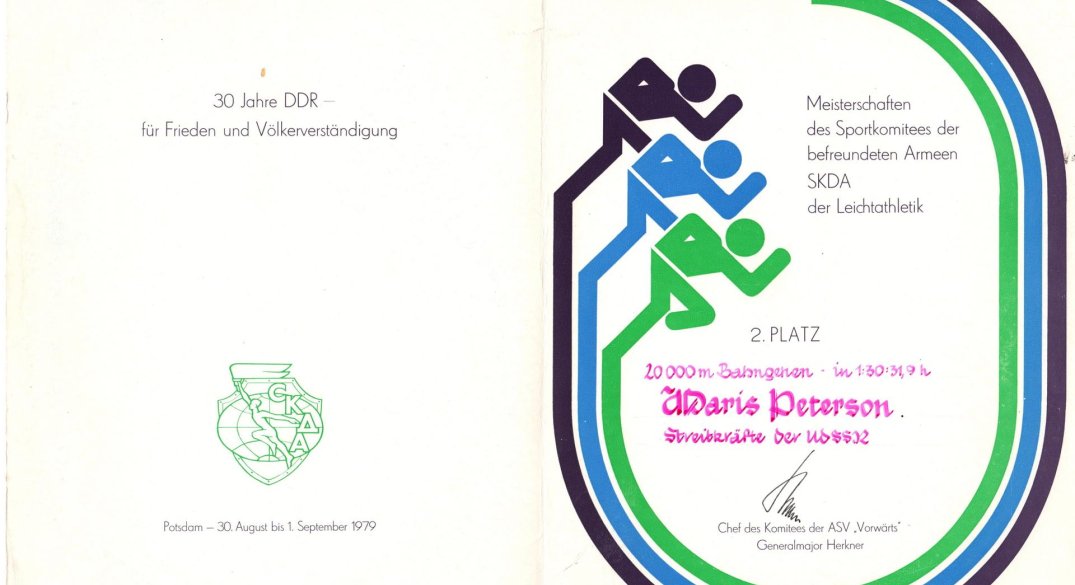 30 Jahre DDR –
für Frieden und Völkerverständigung
СКДА
Potsdam – 30. August bis 1. September 1979
Meisterschaften
des Sportkomitees der
befreundeten Armeen
SKDA
der Leichtathletik
2. PLATZ
20 000 m Bahngehen - in 1:30:31,9 h
Aldaris Peterson.
Streitkräfte der UdSSR
Chef des Komitees der ASV „Vorwärts“
Generalmajor Herkner